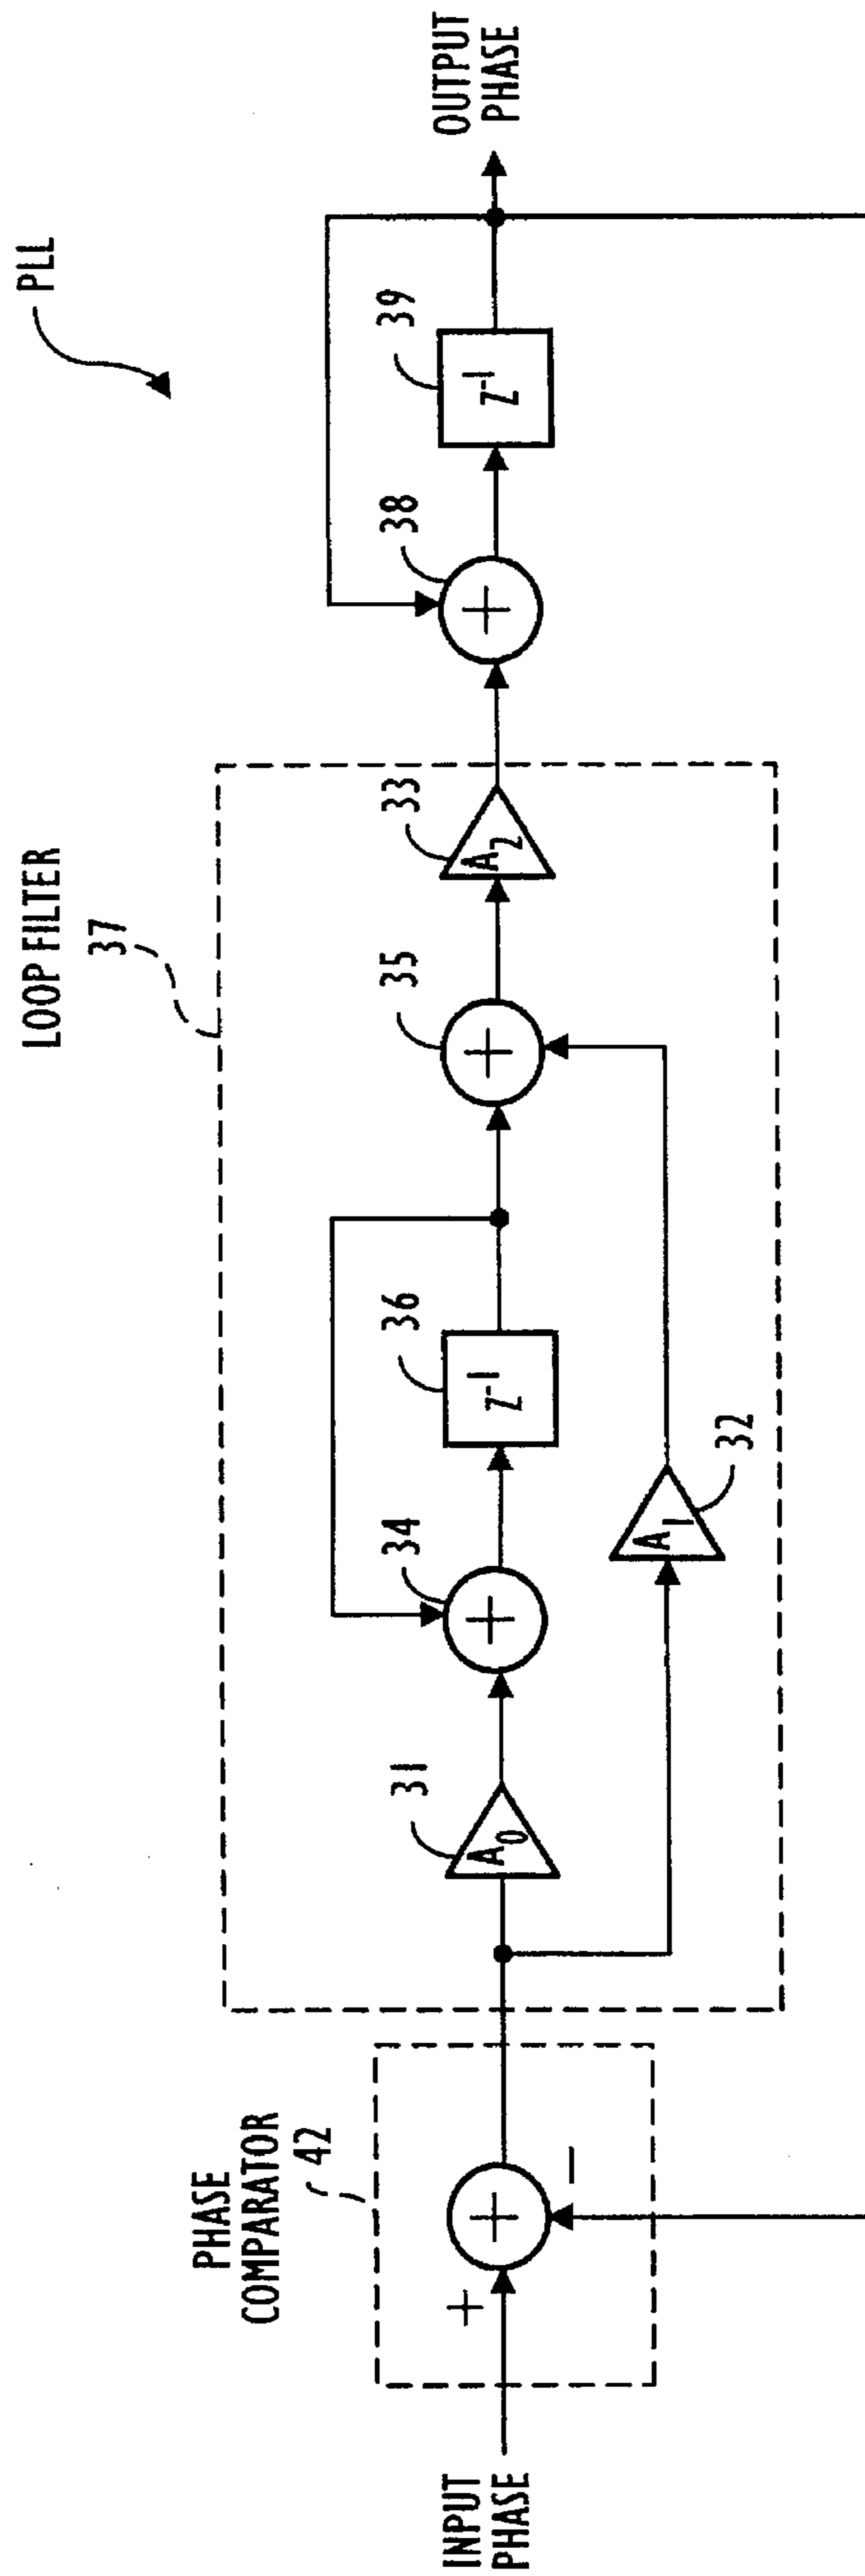 PLL
LOOP FILTER
37
PHASE
COMPARATOR
42
INPUT
PHASE
+
+
−
31
A0
34
+
36
Z-1
35
+
33
A2
32
A1
38
+
39
Z-1
OUTPUT
PHASE